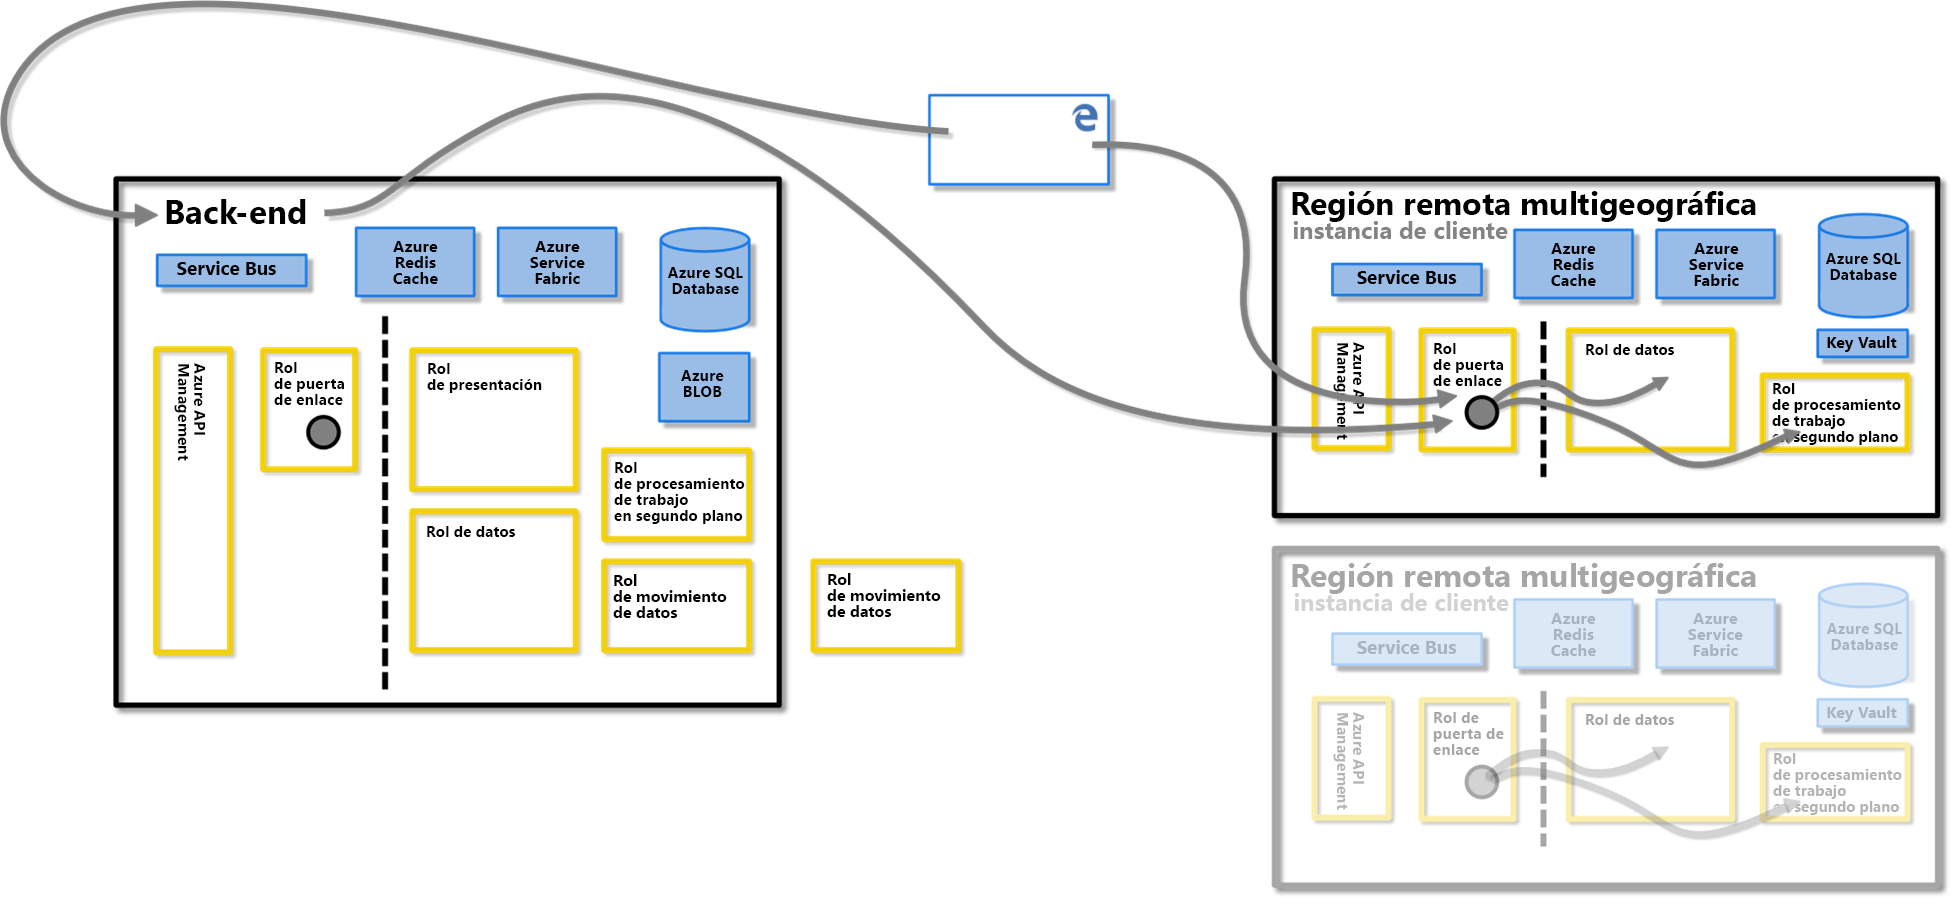 Back-end
Service Bus
Azure
Redis
Cache
Azure
Service
Fabric
Azure SQL
Database
Azure API
Management
Rol
de puerta
de enlace
Rol
de presentación
Azure
BLOB
Rol
de procesamiento
de trabajo
en segundo plano
Rol de datos
Rol
de movimiento
de datos
Rol
de movimiento
de datos
Región remota multigeográfica
instancia de cliente
Service Bus
Azure
Redis
Cache
Azure
Service
Fabric
Azure SQL
Database
Key Vault
Azure API
Management
Rol
de puerta
de enlace
Rol de datos
Rol
de procesamiento
de trabajo
en segundo plano
Región remota multigeográfica
instancia de cliente
Service Bus
Azure
Redis
Cache
Azure
Service
Fabric
Azure SQL
Database
Key Vault
Azure API
Management
Rol de
puerta de
enlace
Rol de datos
Rol
de procesamiento
de trabajo
en segundo plano